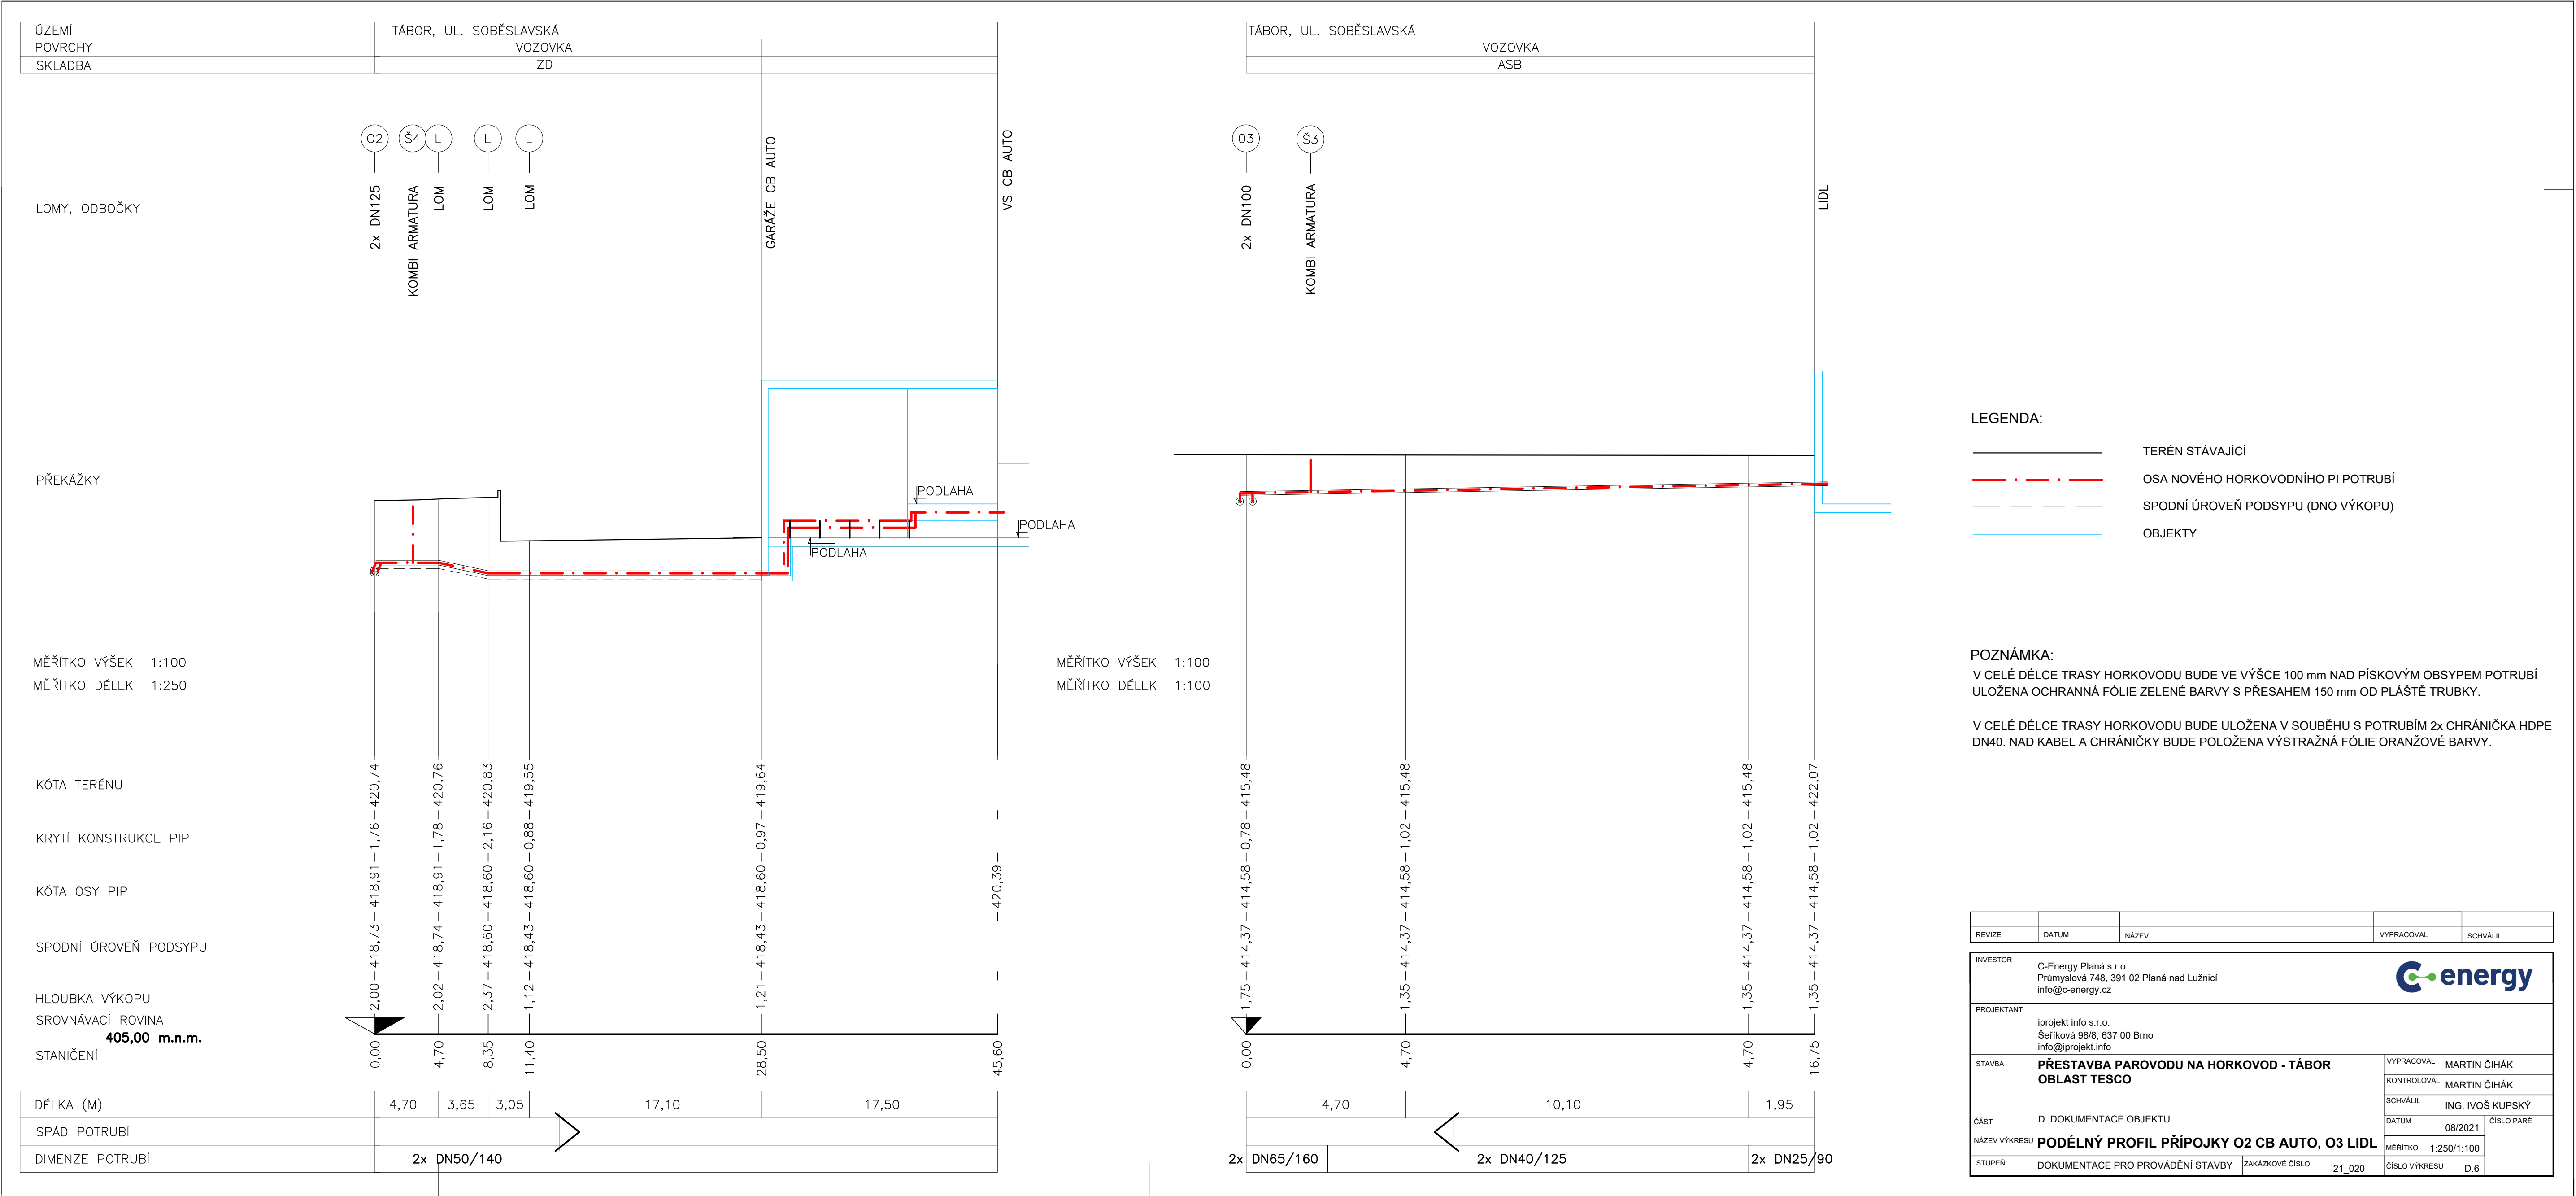 ÚZEMÍ
TÁBOR, UL. SOBĚSLAVSKÁ
POVRCHY
VOZOVKA
SKLADBA
ZD
TÁBOR, UL. SOBĚSLAVSKÁ
VOZOVKA
ASB
LOMY, ODBOČKY
O2
Š4
L
L
L
2x DN125
KOMBI ARMATURA
LOM
LOM
LOM
GARÁŽE CB AUTO
VS CB AUTO
03
Š3
2x DN100
KOMBI ARMATURA
LIDL
PŘEKÁŽKY
PODLAHA
PODLAHA
PODLAHA
MĚŘÍTKO VÝŠEK 1:100
MĚŘÍTKO DÉLEK 1:250
MĚŘÍTKO VÝŠEK 1:100
MĚŘÍTKO DÉLEK 1:100
KÓTA TERÉNU
KRYTÍ KONSTRUKCE PIP
KÓTA OSY PIP
SPODNÍ ÚROVEŇ PODSYPU
HLOUBKA VÝKOPU
SROVNÁVACÍ ROVINA
405,00 m.n.m.
STANIČENÍ
2,00 – 418,73 – 418,91 – 1,76 – 420,74
2,02 – 418,74 – 418,91 – 1,78 – 420,76
2,37 – 418,60 – 418,60 – 2,16 – 420,83
1,12 – 418,43 – 418,60 – 0,88 – 419,55
1,21 – 418,43 – 418,60 – 0,97 – 419,64
– 420,39 –
0,00
4,70
8,35
11,40
28,50
45,60
1,75 – 414,37 – 414,58 – 0,78 – 415,48
1,35 – 414,37 – 414,58 – 1,02 – 415,48
1,35 – 414,37 – 414,58 – 1,02 – 415,48
1,35 – 414,37 – 414,58 – 1,02 – 422,07
0,00
4,70
4,70
16,75
DÉLKA (M)
4,70 3,65 3,05 17,10 17,50
SPÁD POTRUBÍ
DIMENZE POTRUBÍ
2x DN50/140
4,70 10,10 1,95
2x DN65/160 2x DN40/125 2x DN25/90
LEGENDA:
TERÉN STÁVAJÍCÍ
OSA NOVÉHO HORKOVODNÍHO PI POTRUBÍ
SPODNÍ ÚROVEŇ PODSYPU (DNO VÝKOPU)
OBJEKTY
POZNÁMKA:
V CELÉ DÉLCE TRASY HORKOVODU BUDE VE VÝŠCE 100 mm NAD PÍSKOVÝM OBSYPEM POTRUBÍ
ULOŽENA OCHRANNÁ FÓLIE ZELENÉ BARVY S PŘESAHEM 150 mm OD PLÁŠTĚ TRUBKY.
V CELÉ DÉLCE TRASY HORKOVODU BUDE ULOŽENA V SOUBĚHU S POTRUBÍM 2x CHRÁNIČKA HDPE
DN40. NAD KABEL A CHRÁNIČKY BUDE POLOŽENA VÝSTRAŽNÁ FÓLIE ORANŽOVÉ BARVY.
REVIZE DATUM NÁZEV VYPRACOVAL SCHVÁLIL
INVESTOR
C-Energy Planá s.r.o.
Průmyslová 748, 391 02 Planá nad Lužnicí
info@c-energy.cz
C energy
PROJEKTANT
iprojekt info s.r.o.
Šeříková 98/8, 637 00 Brno
info@iprojekt.info
STAVBA
PŘESTAVBA PAROVODU NA HORKOVOD - TÁBOR
OBLAST TESCO
VYPRACOVAL MARTIN ČIHÁK
KONTROLOVAL MARTIN ČIHÁK
SCHVÁLIL ING. IVOŠ KUPSKÝ
ČÁST D. DOKUMENTACE OBJEKTU
DATUM 08/2021
ČÍSLO PARÉ
NÁZEV VÝKRESU PODÉLNÝ PROFIL PŘÍPOJKY O2 CB AUTO, O3 LIDL
MĚŘÍTKO 1:250/1:100
STUPEŇ DOKUMENTACE PRO PROVÁDĚNÍ STAVBY
ZAKÁZKOVÉ ČÍSLO 21_020
ČÍSLO VÝKRESU D.6